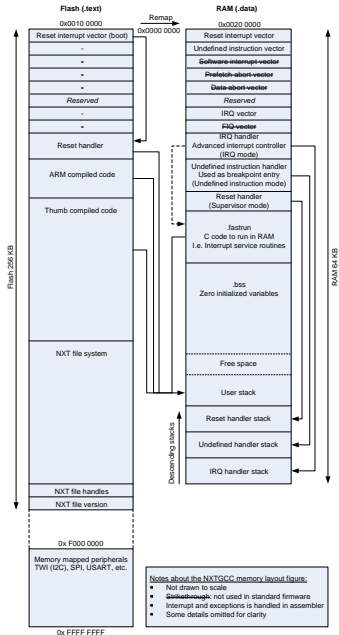 Flash (.text)
0x0010 0000
Remap
0x0000 0000
RAM (.data)
0x0020 0000
Reset interrupt vector (boot)
-
-
-
-
Reserved
-
-
Reset handler
ARM compiled code
Thumb compiled code
NXT file system
NXT file handles
NXT file version
0x F000 0000
Memory mapped peripherals
TWI (I2C), SPI, USART, etc.
0x FFFF FFFF
Flash 256 KB
Reset interrupt vector
Undefined instruction vector
Software interrupt vector
Prefetch abort vector
Data abort vector
Reserved
IRQ vector
FIQ vector
IRQ handler
Advanced interrupt controller
(IRQ mode)
Undefined instruction handler
Used as breakpoint entry
(Undefined instruction mode)
Reset handler
(Supervisor mode)
.fastrun
C code to run in RAM
I.e. Interrupt service routines
.bss
Zero initialized variables
Free space
User stack
Reset handler stack
Undefined handler stack
IRQ handler stack
Descending stacks
RAM 64 KB
Notes about the NXTGCC memory layout figure:
▪ Not drawn to scale
▪ Strikethrough: not used in standard firmware
▪ Interrupt and exceptions is handled in assembler
▪ Some details omitted for clarity